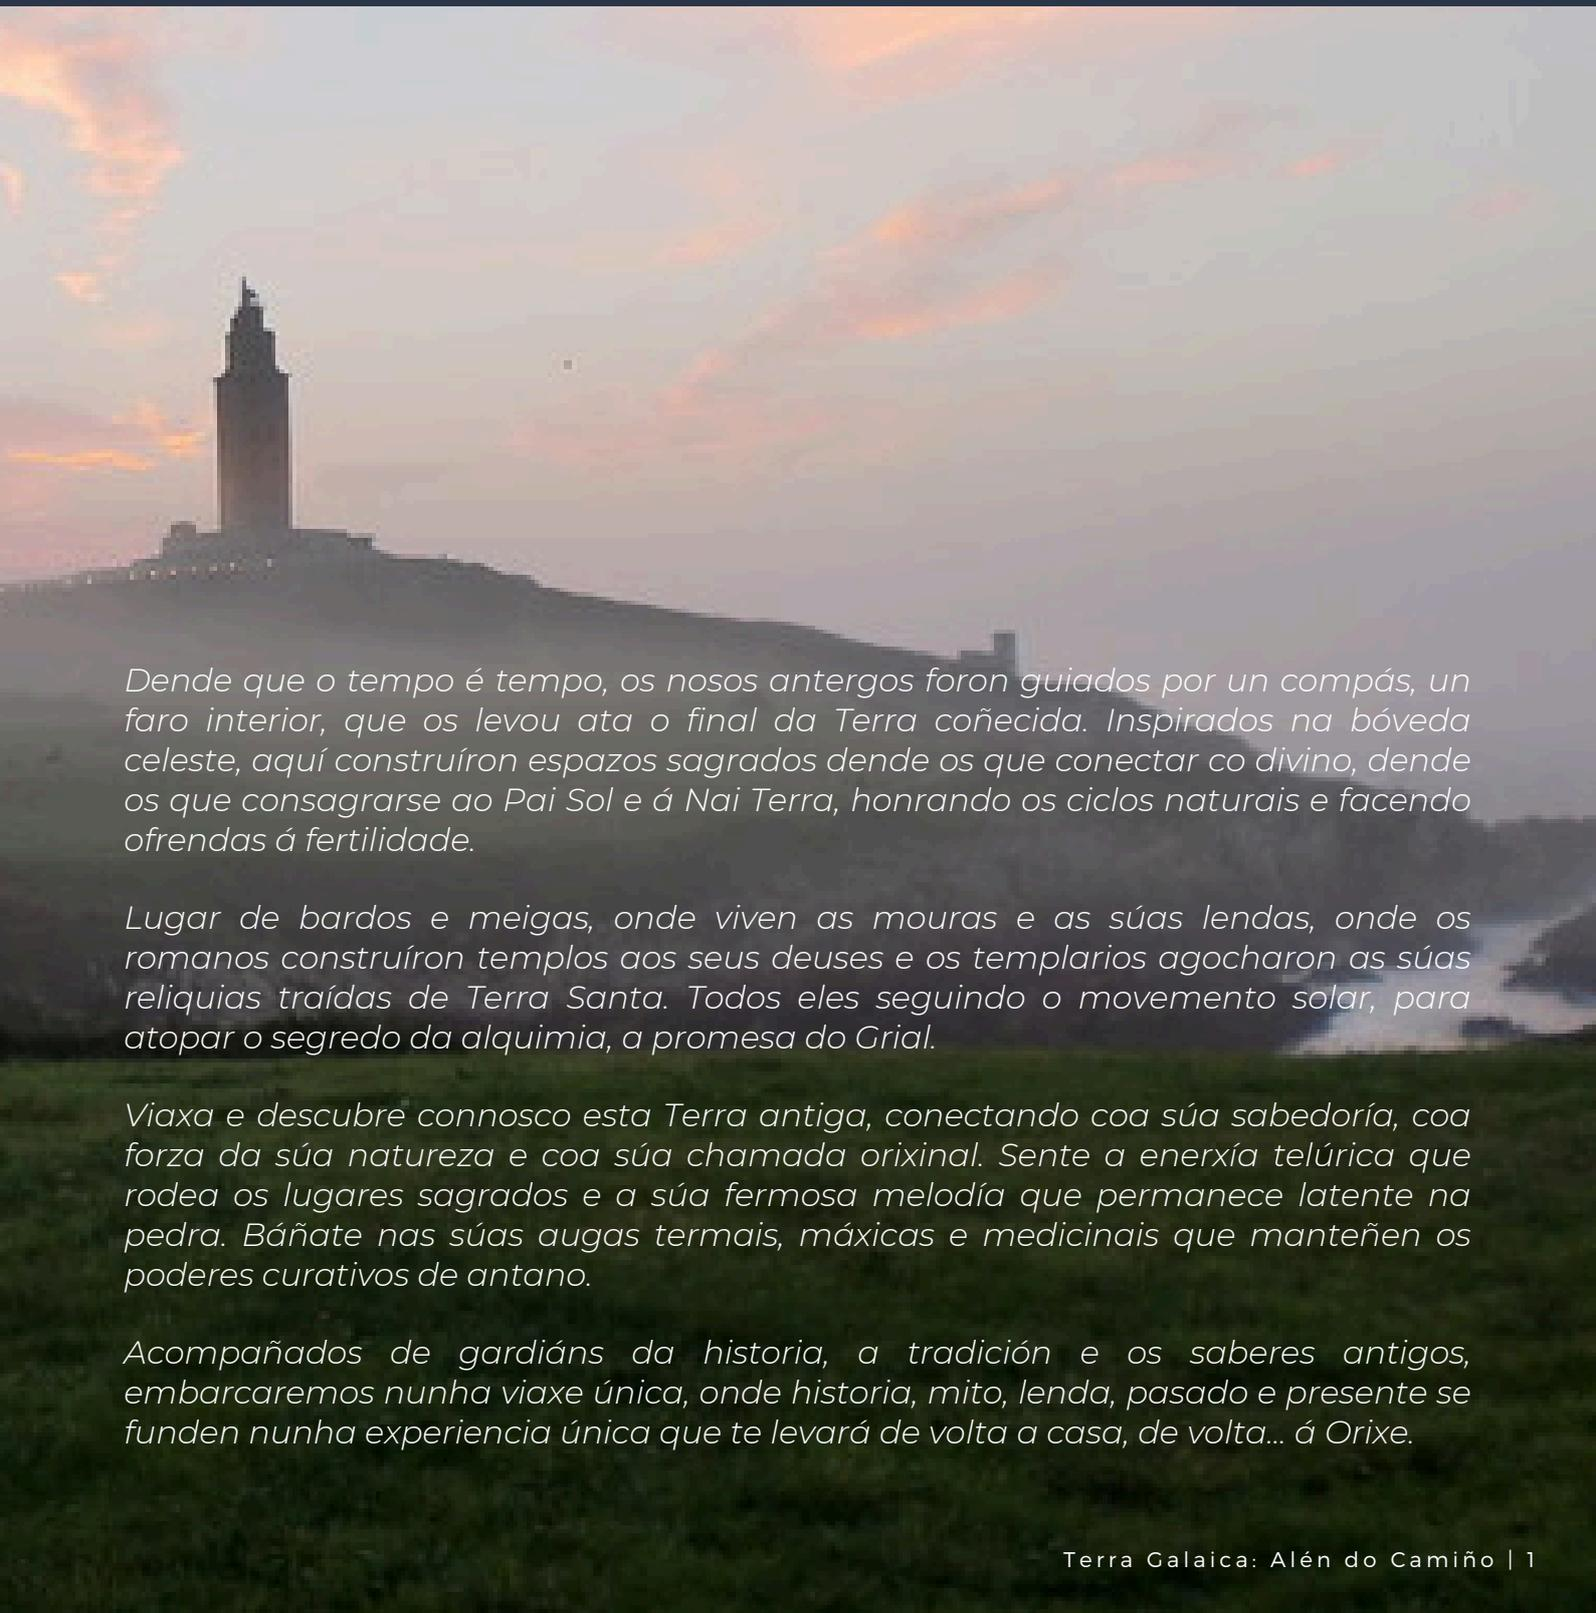 Dende que o tempo é tempo, os nosos antergos foron guiados por un compás, un
faro interior, que os levou ata o final da Terra coñecida. Inspirados na bóveda
celeste, aquí construíron espazos sagrados dende os que conectar co divino, dende
os que consagrarse ao Pai Sol e á Nai Terra, honrando os ciclos naturais e facendo
ofrendas á fertilidade.
Lugar de bardos e meigas, onde viven as mouras e as súas lendas, onde os
romanos construíron templos aos seus deuses e os templarios agocharon as súas
reliquias traídas de Terra Santa. Todos eles seguindo o movemento solar, para
atopar o segredo da alquimia, a promesa do Grial.
Viaxa e descubre connosco esta Terra antiga, conectando coa súa sabedoría, coa
forza da súa natureza e coa súa chamada orixinal. Sente a enerxía telúrica que
rodea os lugares sagrados e a súa fermosa melodía que permanece latente na
pedra. Báñate nas súas augas termais, máxicas e medicinais que manteñen os
poderes curativos de antano.
Acompañados de gardiáns da historia, a tradición e os saberes antigos,
embarcaremos nunha viaxe única, onde historia, mito, lenda, pasado e presente se
funden nunha experiencia única que te levará de volta a casa, de volta... á Orixe.
Terra Galaica: Alén do Camiño | 1